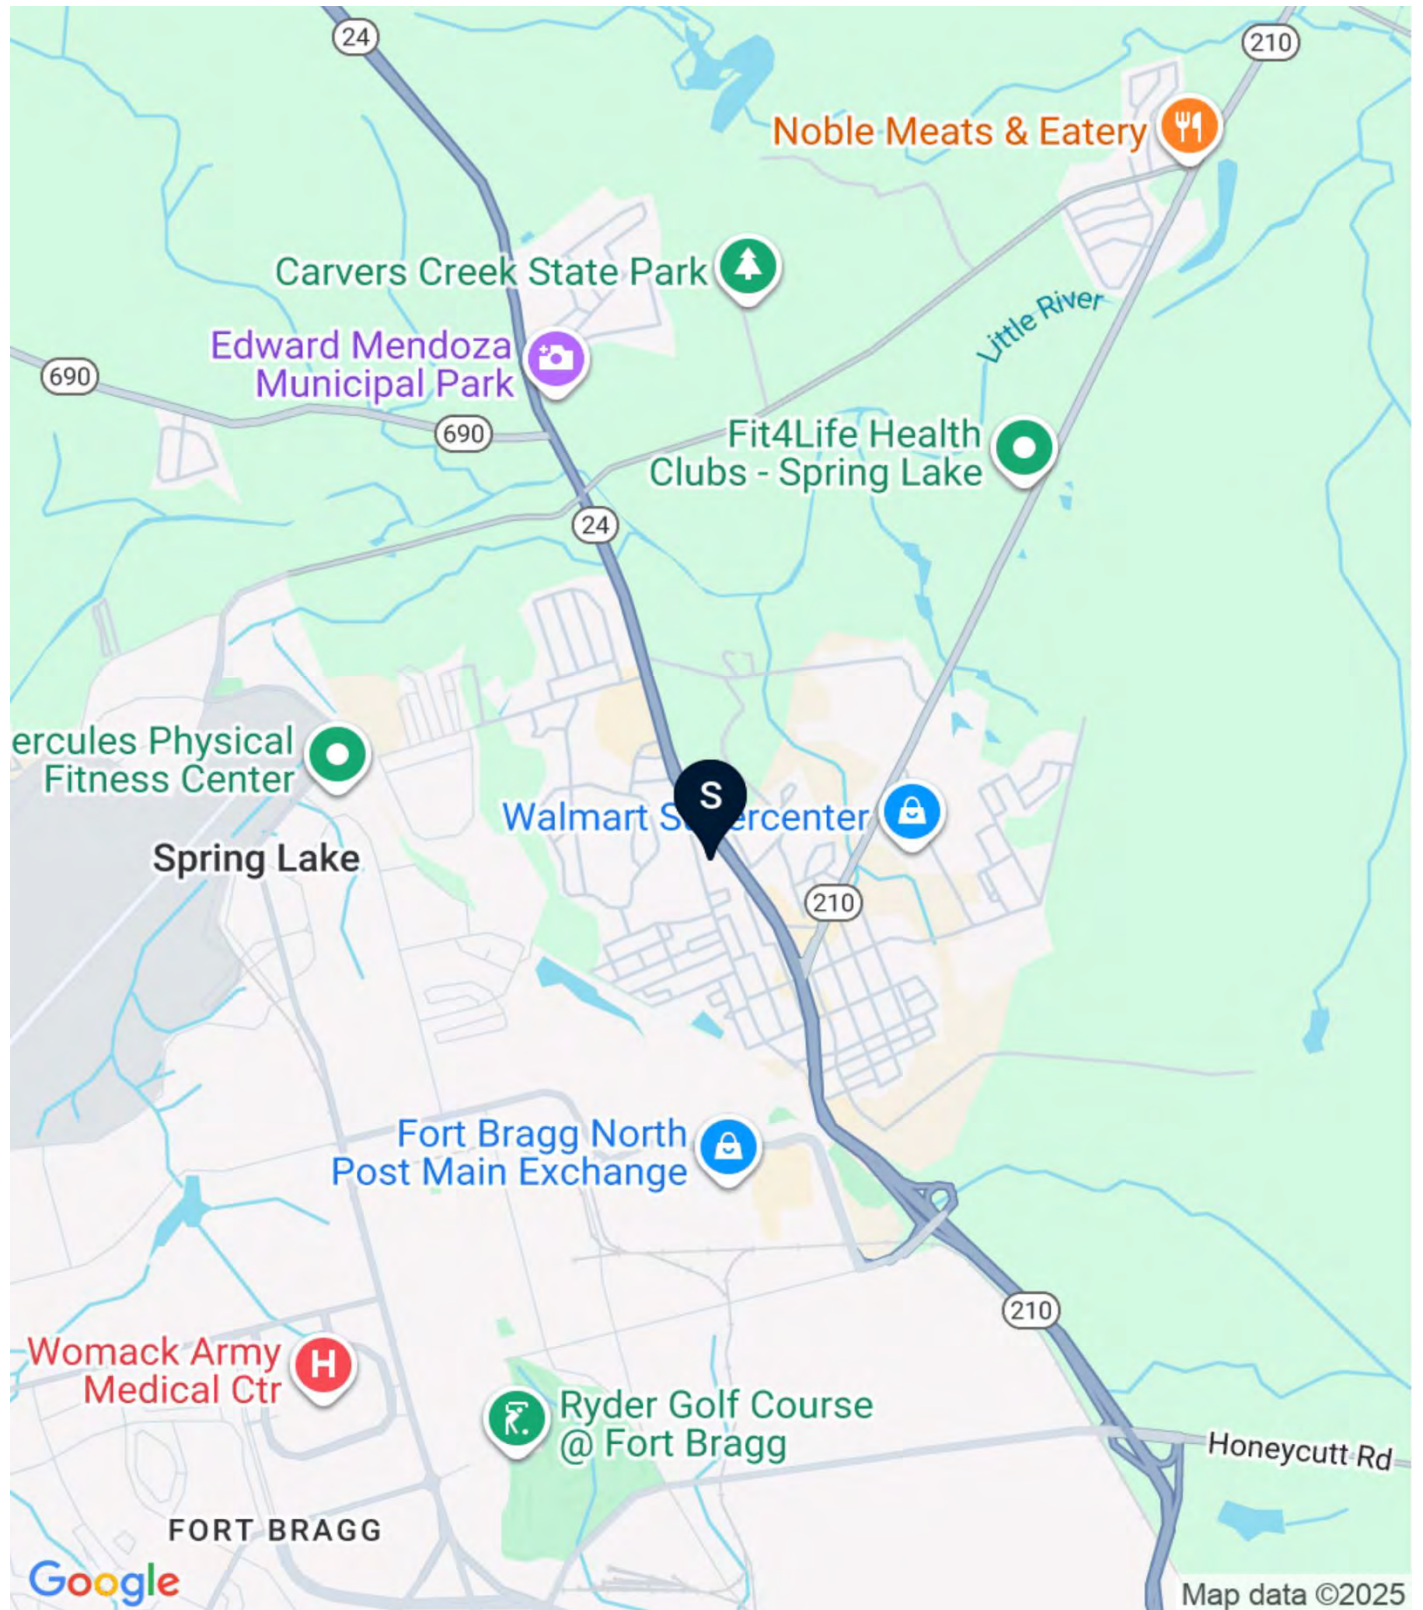 24
210
Noble Meats & Eatery
Carvers Creek State Park
Little River
Edward Mendoza
Municipal Park
690
690
Fit4Life Health
Clubs - Spring Lake
24
ercules Physical
Fitness Center
S
Walmart S ercenter
Spring Lake
210
Fort Bragg North
Post Main Exchange
210
Womack Army
Medical Ctr
H
Ryder Golf Course
@ Fort Bragg
Honeycutt Rd
FORT BRAGG
Google
Map data ©2025